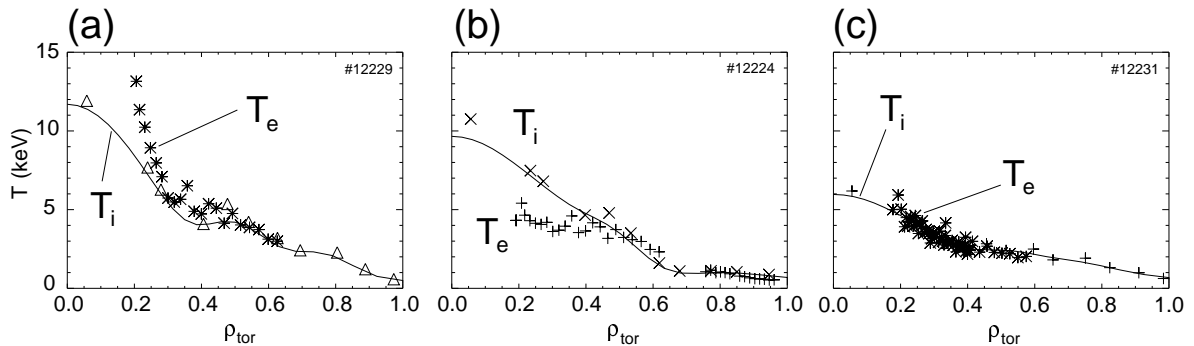 (a) (b) (c)
#12229 #12224 #12231
15
10
5
0
T (keV)
T_e
T_i
T_i
T_e
T_i
T_e
0.0 0.2 0.4 0.6 0.8 1.0 0.0 0.2 0.4 0.6 0.8 1.0 0.0 0.2 0.4 0.6 0.8 1.0
ρ_tor ρ_tor ρ_tor